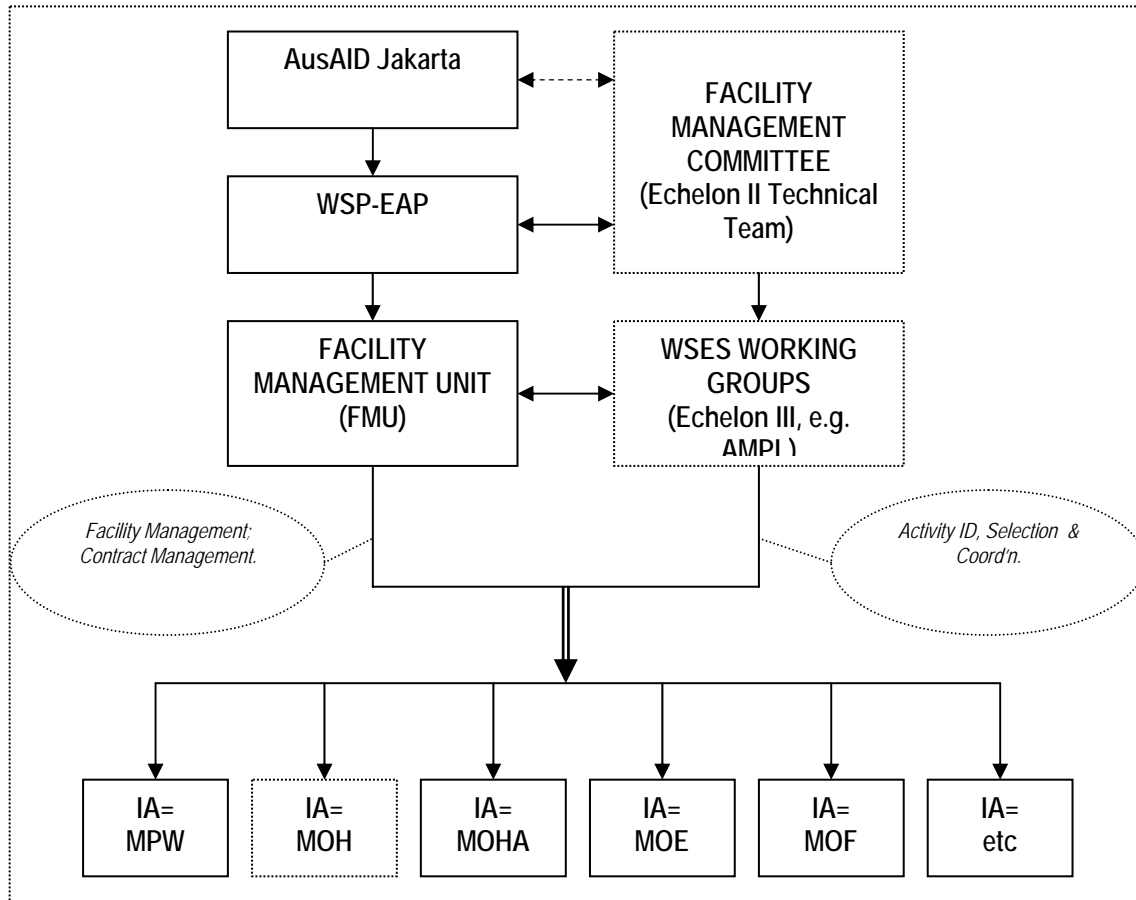 AusAID Jakarta
FACILITY
MANAGEMENT
COMMITTEE
(Echelon II Technical
Team)
WSP-EAP
FACILITY
MANAGEMENT UNIT
(FMU)
WSES WORKING
GROUPS
(Echelon III, e.g.
AMPL)
Facility Management;
Contract Management.
Activity ID, Selection &
Coord'n.
IA=
MPW
IA=
MOH
IA=
MOHA
IA=
MOE
IA=
MOF
IA=
etc